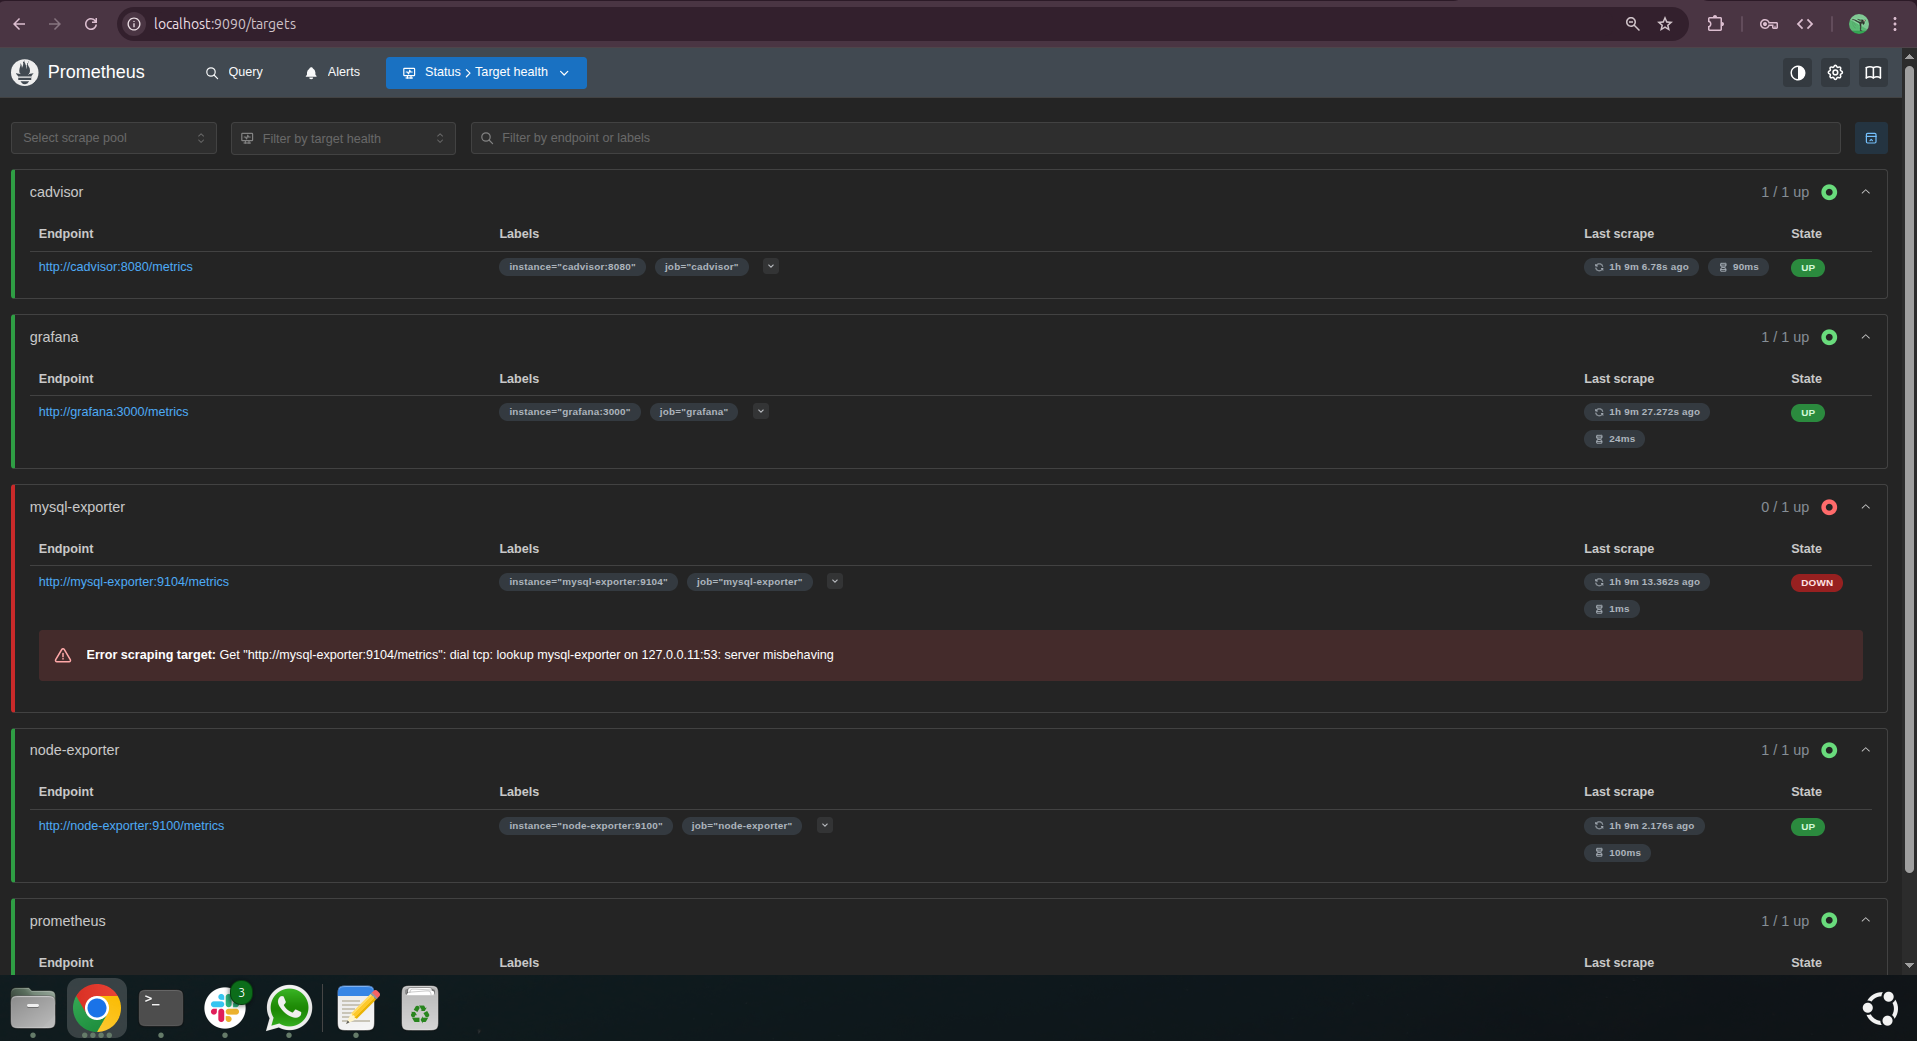 localhost:9090/targets
Prometheus Query Alerts Status > Target health
Select scrape pool Filter by target health Filter by endpoint or labels
cadvisor 1 / 1 up
Endpoint Labels Last scrape State
http://cadvisor:8080/metrics instance="cadvisor:8080" job="cadvisor" 1h 9m 6.78s ago 90ms UP
grafana 1 / 1 up
Endpoint Labels Last scrape State
http://grafana:3000/metrics instance="grafana:3000" job="grafana" 1h 9m 27.272s ago UP
24ms
mysql-exporter 0 / 1 up
Endpoint Labels Last scrape State
http://mysql-exporter:9104/metrics instance="mysql-exporter:9104" job="mysql-exporter" 1h 9m 13.362s ago DOWN
1ms
Error scraping target: Get "http://mysql-exporter:9104/metrics": dial tcp: lookup mysql-exporter on 127.0.0.11:53: server misbehaving
node-exporter 1 / 1 up
Endpoint Labels Last scrape State
http://node-exporter:9100/metrics instance="node-exporter:9100" job="node-exporter" 1h 9m 2.176s ago UP
100ms
prometheus 1 / 1 up
Endpoint Labels Last scrape State
>_ 3